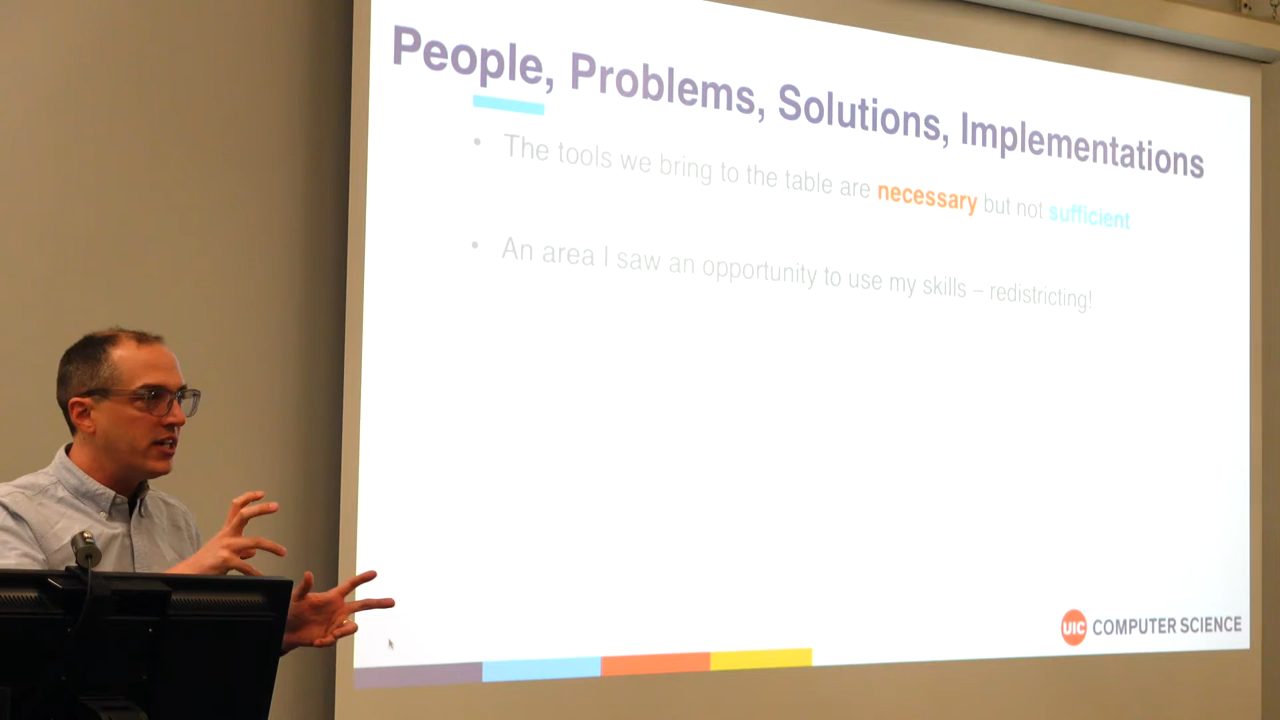 People, Problems, Solutions, Implementations
• The tools we bring to the table are necessary but not sufficient
• An area I saw an opportunity to use my skills – redistricting!
UIC COMPUTER SCIENCE